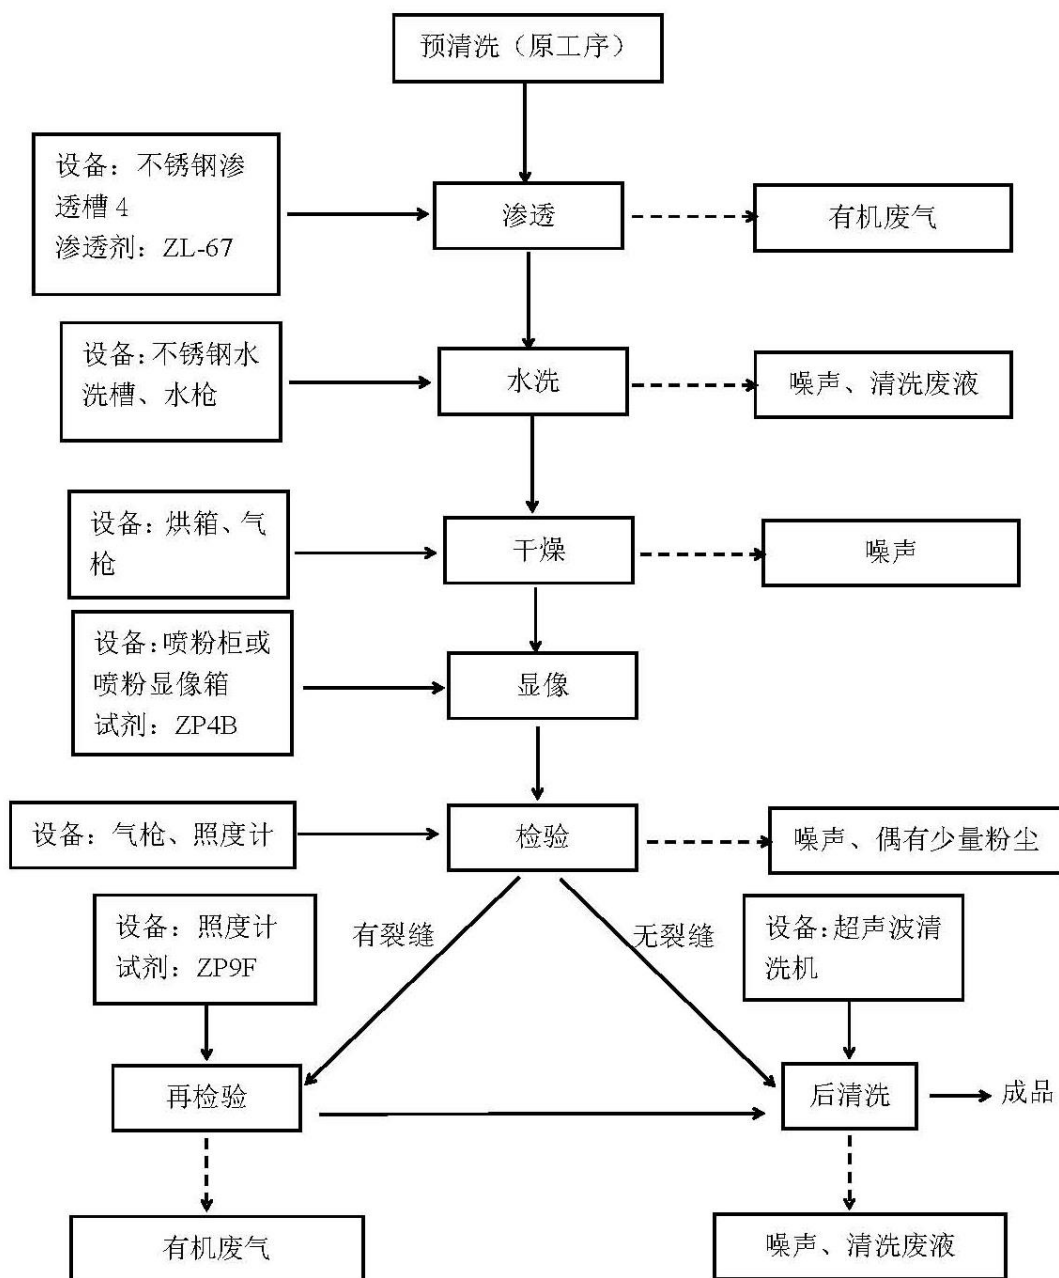 预清洗（原工序）
设备：不锈钢渗
透槽 4
渗透剂：ZL-67
渗透
有机废气
设备：不锈钢水
洗槽、水枪
水洗
噪声、清洗废液
设备：烘箱、气
枪
干燥
噪声
设备：喷粉柜或
喷粉显像箱
试剂：ZP4B
显像
设备：气枪、照度计
检验
噪声、偶有少量粉尘
设备：照度计
试剂：ZP9F
有裂缝
无裂缝
设备：超声波清
洗机
再检验
后清洗
成品
有机废气
噪声、清洗废液